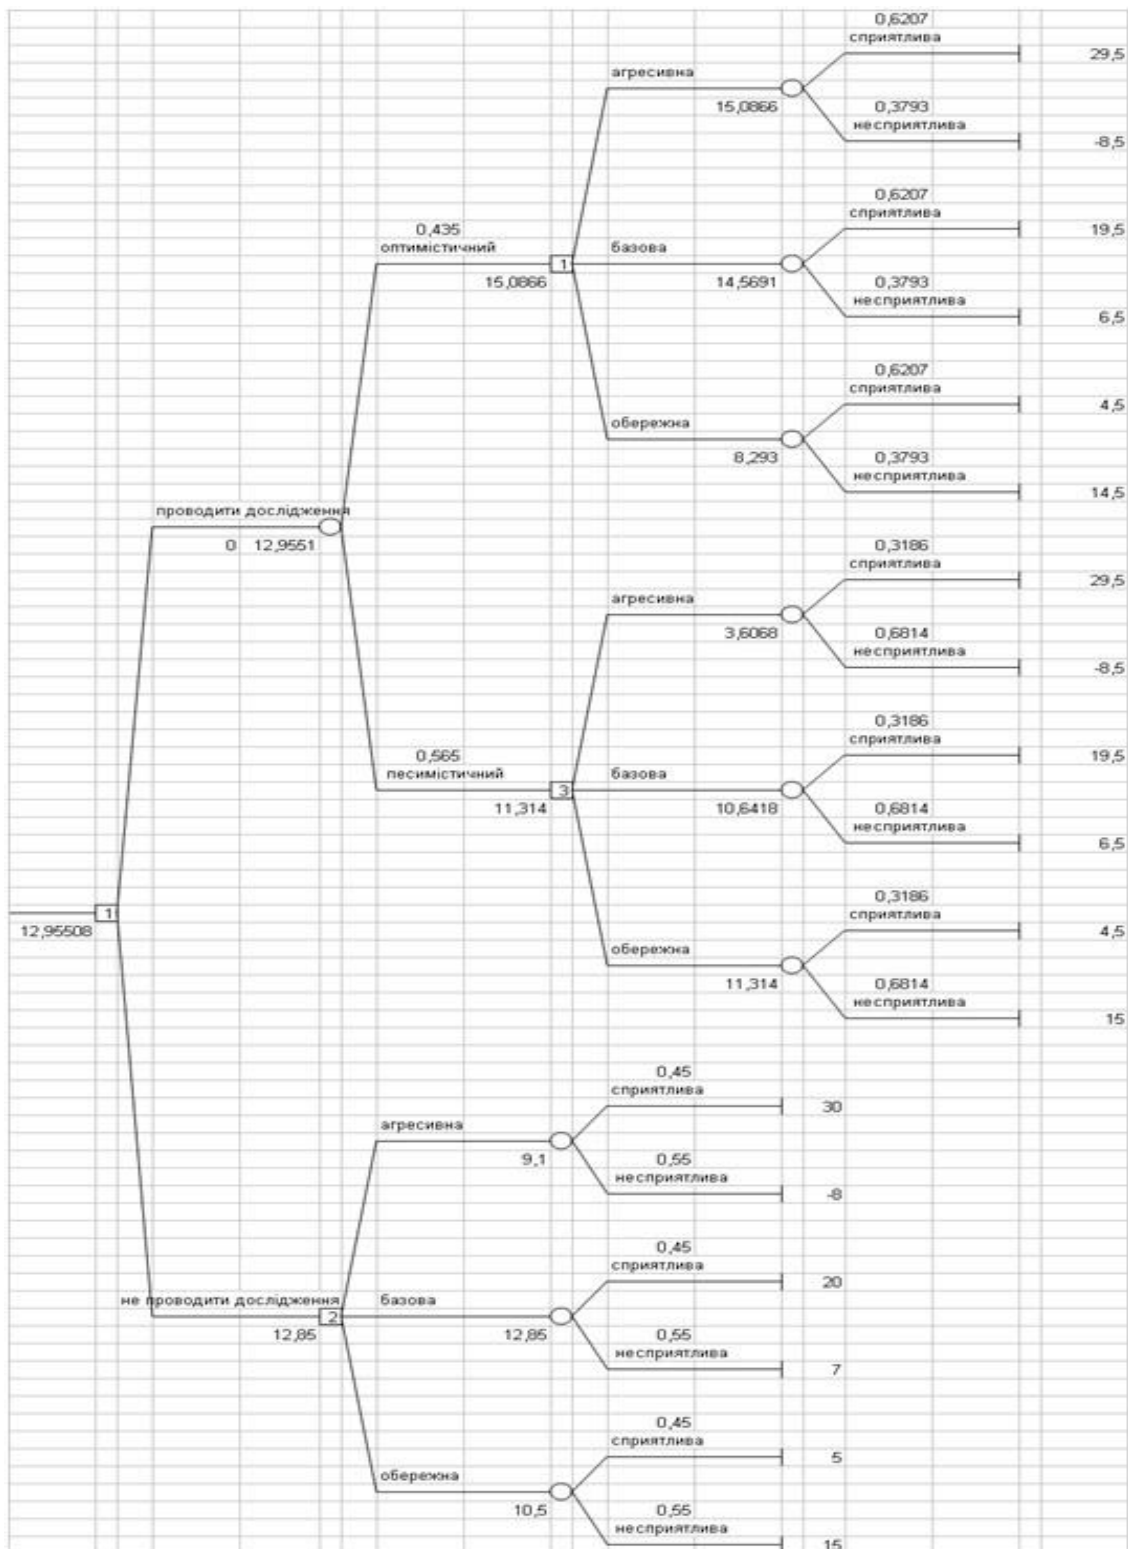 0,6207
сприятлива
29,5
агресивна
15,0866
0,3793
несприятлива
-8,5
0,6207
сприятлива
19,5
0,435
оптимістичний
1
базова
15,0866
14,5691
0,3793
несприятлива
6,5
0,6207
сприятлива
4,5
обережна
8,293
0,3793
несприятлива
14,5
проводити дослідження
0 12,9551
0,3186
сприятлива
29,5
агресивна
3,6068
0,6814
несприятлива
-8,5
0,3186
сприятлива
19,5
0,565
песимістичний
3
базова
11,314
10,6418
0,6814
несприятлива
6,5
1
12,95508
0,3186
сприятлива
4,5
обережна
11,314
0,6814
несприятлива
15
0,45
сприятлива
30
агресивна
9,1
0,55
несприятлива
-8
0,45
сприятлива
20
не проводити дослідження
2
базова
12,85
12,85
0,55
несприятлива
7
0,45
сприятлива
5
обережна
10,5
0,55
несприятлива
15